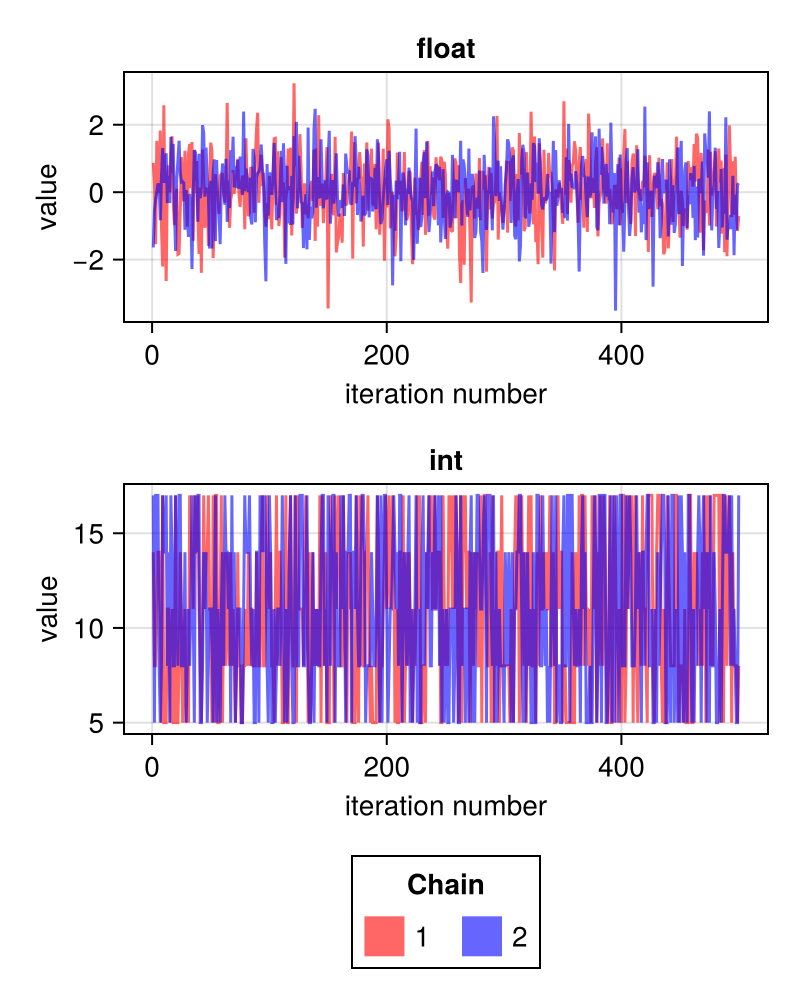 float
2
0
−2
value
0 200 400
iteration number
int
15
10
5
value
0 200 400
iteration number
Chain
1 2